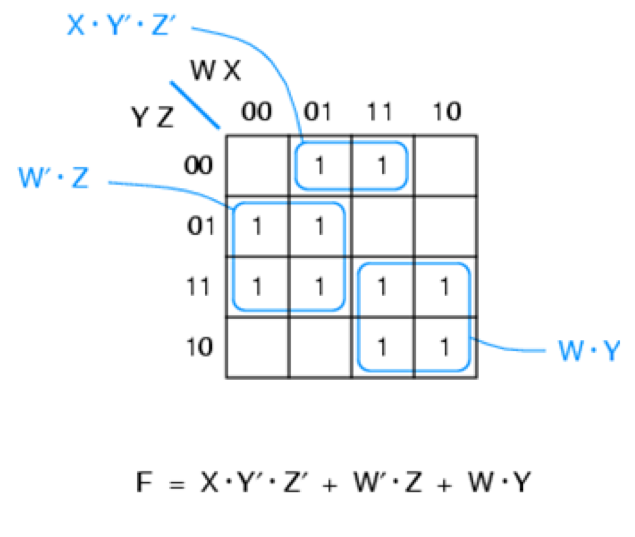 X·Y′·Z′
W X
Y Z
00 01 11 10
00 1 1
W′·Z
01 1 1
11 1 1 1 1
10 1 1
W·Y
F = X·Y′·Z′ + W′·Z + W·Y